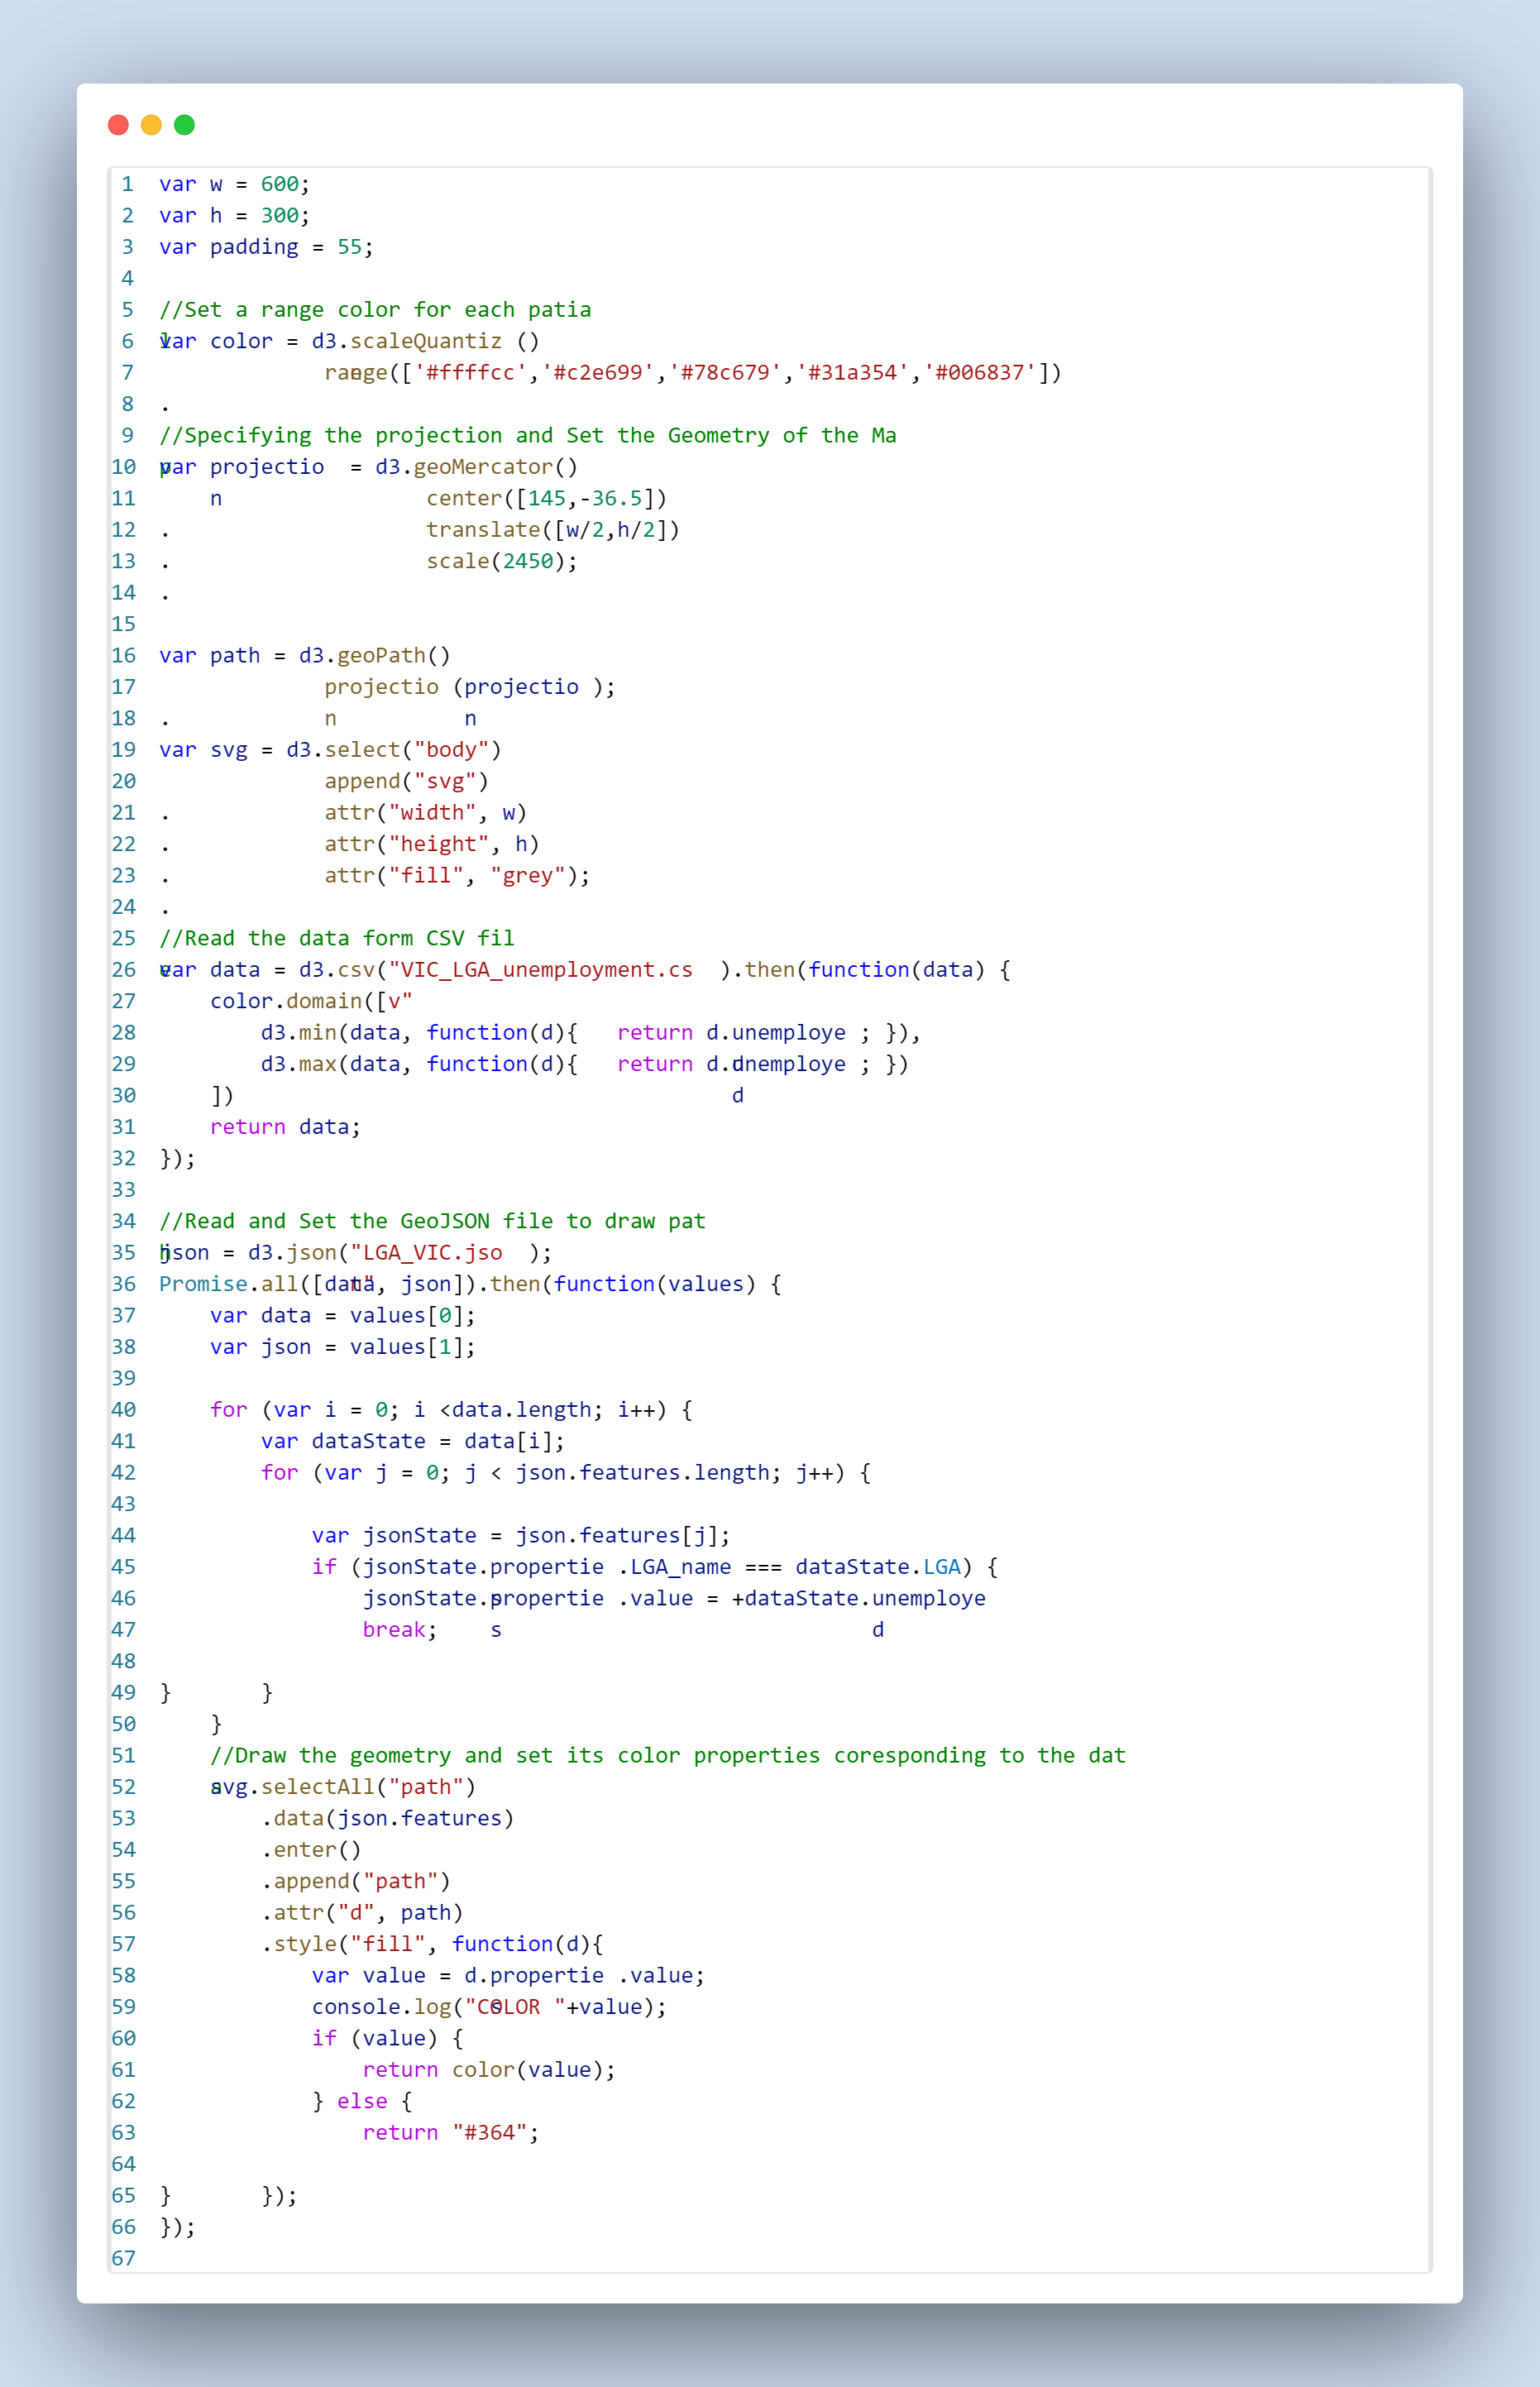 1 var w = 600;
2 var h = 300;
3 var padding = 55;
4
5 //Set a range color for each patia
6 var color = d3.scaleQuantiz ()
7 range(['#ffffcc','#c2e699','#78c679','#31a354','#006837'])
8 .
9 //Specifying the projection and Set the Geometry of the Ma
10 var projectio  = d3.geoMercator()
11 n center([145,-36.5])
12 . translate([w/2,h/2])
13 . scale(2450);
14 .
15
16 var path = d3.geoPath()
17 projectio (projectio );
18 . n n
19 var svg = d3.select("body")
20 append("svg")
21 . attr("width", w)
22 . attr("height", h)
23 . attr("fill", "grey");
24 .
25 //Read the data form CSV fil
26 var data = d3.csv("VIC_LGA_unemployment.cs  ).then(function(data) {
27 color.domain([v"
28 d3.min(data, function(d){   return d.unemploye ; }),
29 d3.max(data, function(d){   return d.unemploye ; })
30 ]) d
31 return data;
32 });
33
34 //Read and Set the GeoJSON file to draw pat
35 json = d3.json("LGA_VIC.jso  );
36 Promise.all([data, json]).then(function(values) {
37 var data = values[0];
38 var json = values[1];
39
40 for (var i = 0; i <data.length; i++) {
41 var dataState = data[i];
42 for (var j = 0; j < json.features.length; j++) {
43
44 var jsonState = json.features[j];
45 if (jsonState.propertie .LGA_name === dataState.LGA) {
46 jsonState.propertie .value = +dataState.unemploye
47 break; s d
48
49 } }
50 }
51 //Draw the geometry and set its color properties coresponding to the dat
52 svg.selectAll("path")
53 .data(json.features)
54 .enter()
55 .append("path")
56 .attr("d", path)
57 .style("fill", function(d){
58 var value = d.propertie .value;
59 console.log("COLOR "+value);
60 if (value) {
61 return color(value);
62 } else {
63 return "#364";
64
65 } });
66 });
67